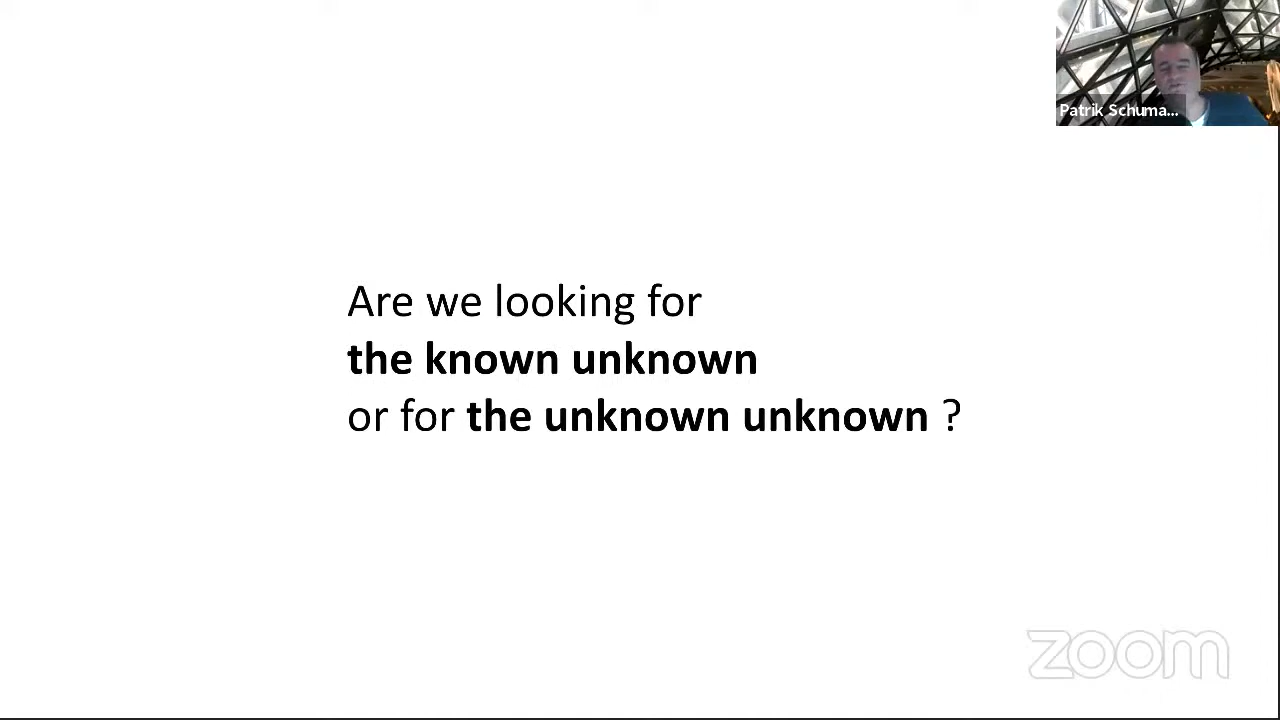 Patrik Schuma...
Are we looking for
the known unknown
or for the unknown unknown ?
zoom